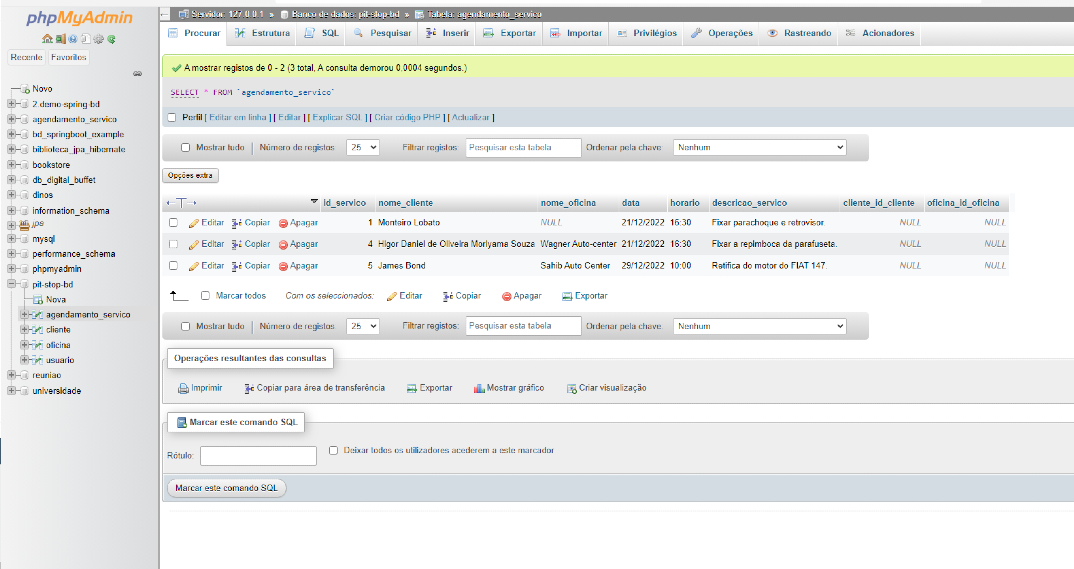 phpMyAdmin
Recente Favoritos
Novo
2.demo-spring-bd
agendamento_servico
bd_springboot_example
biblioteca_jpa_hibernate
bookstore
db_digital_buffet
dinos
information_schema
jpa
mysql
performance_schema
phpmyadmin
pit-stop-bd
Nova
agendamento_servico
cliente
oficina
usuario
reuniao
universidade
Servidor: 127.0.0.1 » Banco de dados: pit-stop-bd » Tabela: agendamento_servico
Procurar Estrutura SQL Pesquisar Inserir Exportar Importar Privilégios Operações Rastreando Acionadores
A mostrar registos de 0 - 2 (3 total, A consulta demorou 0,0004 segundos.)
SELECT * FROM `agendamento_servico`
Perfil [ Editar em linha ] [ Editar ] [ Explicar SQL ] [ Criar código PHP ] [ Actualizar ]
Mostrar tudo | Número de registos 25 Filtrar registos: Pesquisar esta tabela Ordenar pela chave: Nenhum
Opções extra
←T→ id_servico nome_cliente nome_oficina data horario descricao_servico cliente_id_cliente oficina_id_oficina
Editar Copiar Apagar 1 Monteiro Lobato NULL 21/12/2022 16:30 Fixar parachoque e retrovisor NULL NULL
Editar Copiar Apagar 4 Higor Daniel de Oliveira Moriyama Souza Wagner Auto-center 21/12/2022 16:30 Fixar a repimboca da parafuseta. NULL NULL
Editar Copiar Apagar 5 James Bond Sahib Auto Center 29/12/2022 10:00 Retifica do motor do FIAT 147. NULL NULL
Marcar todos Com os seleccionados: Editar Copiar Apagar Exportar
Mostrar tudo | Número de registos 25 Filtrar registos: Pesquisar esta tabela Ordenar pela chave: Nenhum
Operações resultantes das consultas
Imprimir Copiar para área de transferência Exportar Mostrar gráfico Criar visualização
Marcar este comando SQL
Rótulo: Deixar todos os utilizadores acederem a este marcador
Marcar este comando SQL